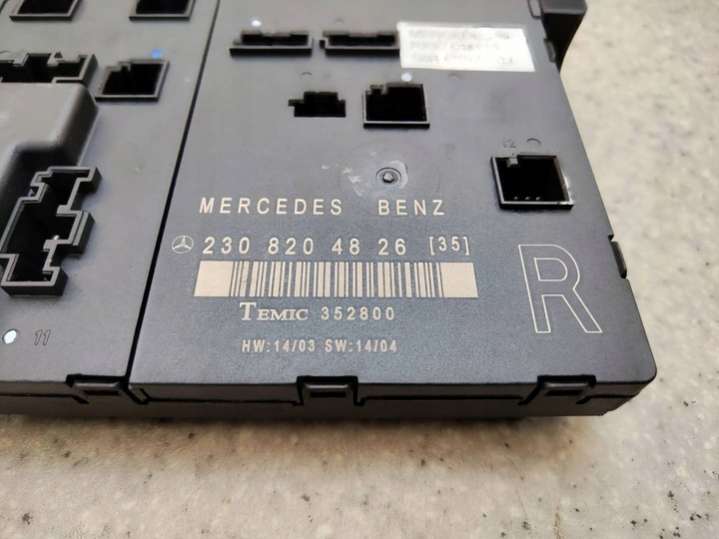 MERCEDES BENZ
230 820 48 26 [35]
TEMIC 352800
HW:14/03 SW:14/04
R
11